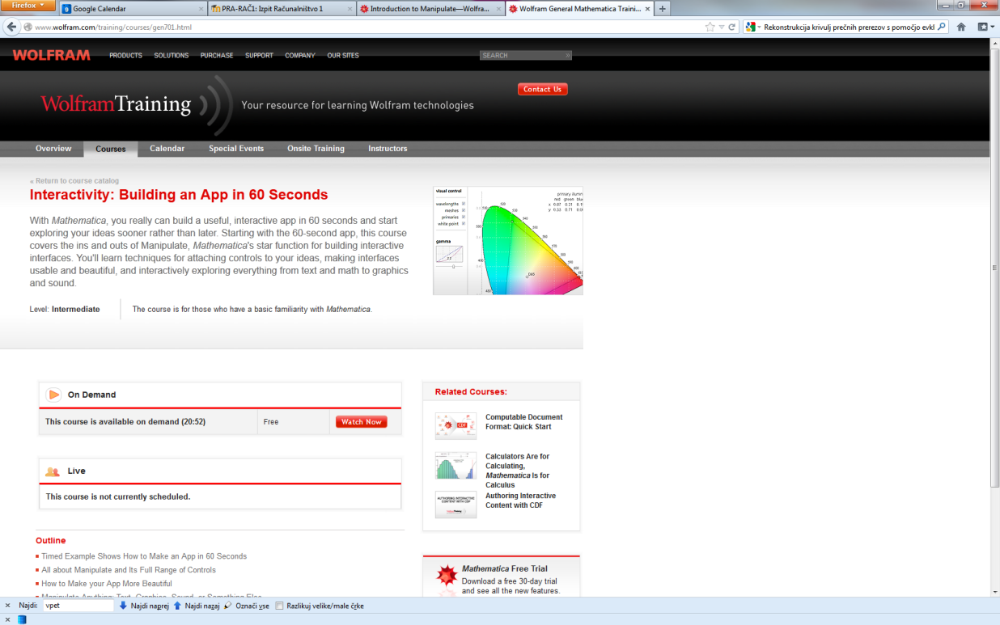 Firefox
9 Google Calendar
PRA-RAČ1: Izpit Računalništvo 1
Introduction to Manipulate—Wolfra...
Wolfram General Mathematica Traini...
www.wolfram.com/training/courses/gen701.html
Rekonstrukcija krivulj prečnih prerezov s pomočjo evkl
WOLFRAM PRODUCTS SOLUTIONS PURCHASE SUPPORT COMPANY OUR SITES SEARCH
Contact Us
WolframTraining Your resource for learning Wolfram technologies
Overview Courses Calendar Special Events Onsite Training Instructors
« Return to course catalog
Interactivity: Building an App in 60 Seconds
With Mathematica, you really can build a useful, interactive app in 60 seconds and start
exploring your ideas sooner rather than later. Starting with the 60-second app, this course
covers the ins and outs of Manipulate, Mathematica's star function for building interactive
interfaces. You'll learn techniques for attaching controls to your ideas, making interfaces
usable and beautiful, and interactively exploring everything from text and math to graphics
and sound.
Level: Intermediate
The course is for those who have a basic familiarity with Mathematica.
visual control
wavelengths
meshes
primaries
white point
gamma
2.2
primary illumin
red green blu
x 0.67 0.21
y 0.33 0.71
520
530
540
550
560
570
580
590
D65
On Demand
This course is available on demand (20:52) Free Watch Now
Live
This course is not currently scheduled.
Outline
Timed Example Shows How to Make an App in 60 Seconds
All about Manipulate and Its Full Range of Controls
How to Make your App More Beautiful
Manipulate Anything: Text, Graphics, Sound, or Something Else
Related Courses:
CDF
Computable Document
Format: Quick Start
Calculators Are for
Calculating,
Mathematica Is for
Calculus
AUTHORING INTERACTIVE
CONTENT WITH CDF
Authoring Interactive
Content with CDF
Mathematica Free Trial
Download a free 30-day trial
and see all the new features.
Najdi: vpet Najdi naprej Najdi nazaj Označi vse Razlikuj velike/male črke